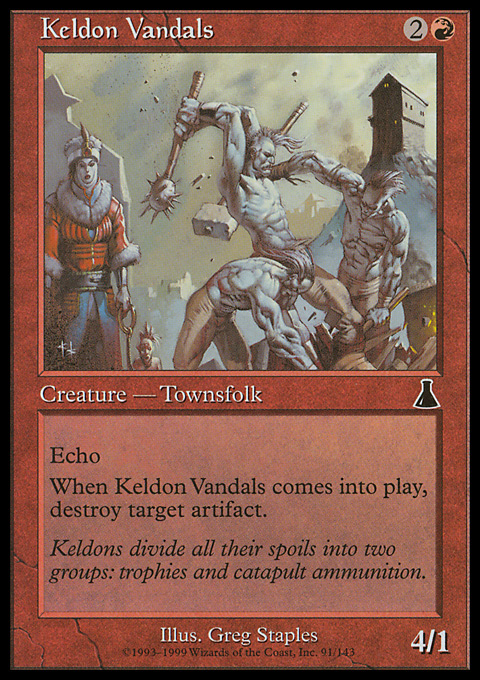 Keldon Vandals 2
Creature — Townsfolk
Echo
When Keldon Vandals comes into play,
destroy target artifact.
Keldons divide all their spoils into two
groups: trophies and catapult ammunition.
Illus. Greg Staples
©1993–1999 Wizards of the Coast, Inc. 91/143
4/1